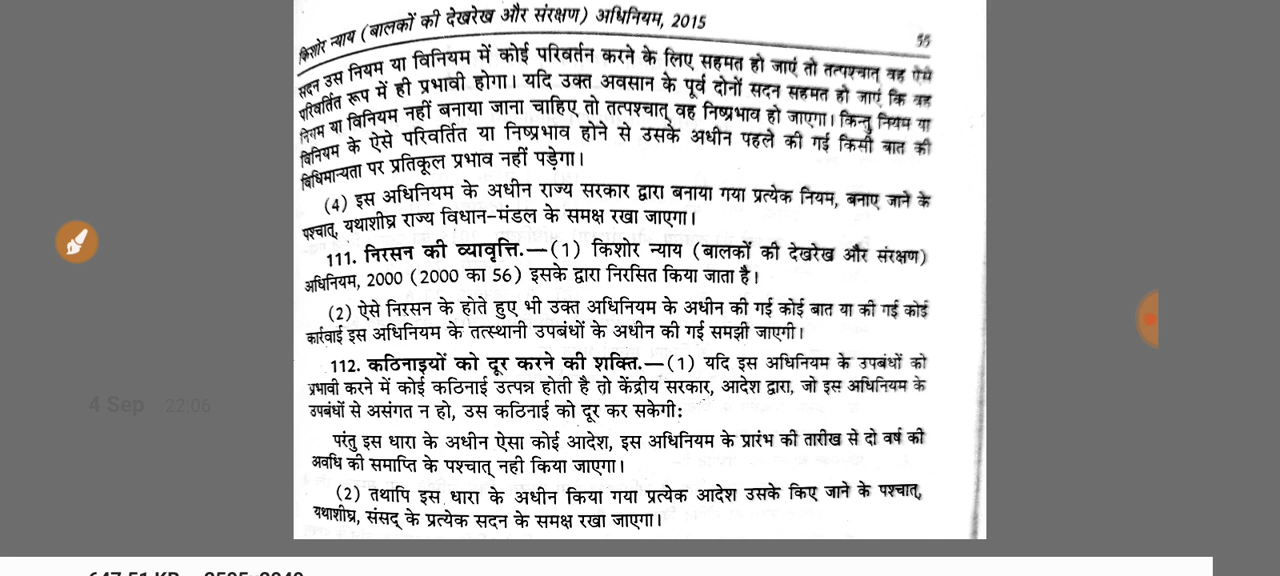 किशोर न्याय (बालकों की देखरेख और संरक्षण) अधिनियम, 2015
55
सदन उस नियम या विनियम में कोई परिवर्तन करने के लिए सहमत हो जाएं तो तत्पश्चात् वह ऐसे
परिवर्तित रूप में ही प्रभावी होगा। यदि उक्त अवसान के पूर्व दोनों सदन सहमत हो जाएं कि वह
नियम या विनियम नहीं बनाया जाना चाहिए तो तत्पश्चात् वह निष्प्रभाव हो जाएगा। किन्तु नियम या
विनियम के ऐसे परिवर्तित या निष्प्रभाव होने से उसके अधीन पहले की गई किसी बात की
विधिमान्यता पर प्रतिकूल प्रभाव नहीं पड़ेगा।
(4) इस अधिनियम के अधीन राज्य सरकार द्वारा बनाया गया प्रत्येक नियम, बनाए जाने के
पश्चात्, यथाशीघ्र राज्य विधान-मंडल के समक्ष रखा जाएगा।
111. निरसन की व्यावृत्ति.—(1) किशोर न्याय (बालकों की देखरेख और संरक्षण)
अधिनियम, 2000 (2000 का 56) इसके द्वारा निरसित किया जाता है।
(2) ऐसे निरसन के होते हुए भी उक्त अधिनियम के अधीन की गई कोई बात या की गई कोई
कार्रवाई इस अधिनियम के तत्स्थानी उपबंधों के अधीन की गई समझी जाएगी।
112. कठिनाइयों को दूर करने की शक्ति.—(1) यदि इस अधिनियम के उपबंधों को
प्रभावी करने में कोई कठिनाई उत्पन्न होती है तो केंद्रीय सरकार, आदेश द्वारा, जो इस अधिनियम के
उपबंधों से असंगत न हो, उस कठिनाई को दूर कर सकेगी:
परंतु इस धारा के अधीन ऐसा कोई आदेश, इस अधिनियम के प्रारंभ की तारीख से दो वर्ष की
अवधि की समाप्ति के पश्चात् नही किया जाएगा।
(2) तथापि इस धारा के अधीन किया गया प्रत्येक आदेश उसके किए जाने के पश्चात्,
यथाशीघ्र, संसद् के प्रत्येक सदन के समक्ष रखा जाएगा।
4 Sep 22:06